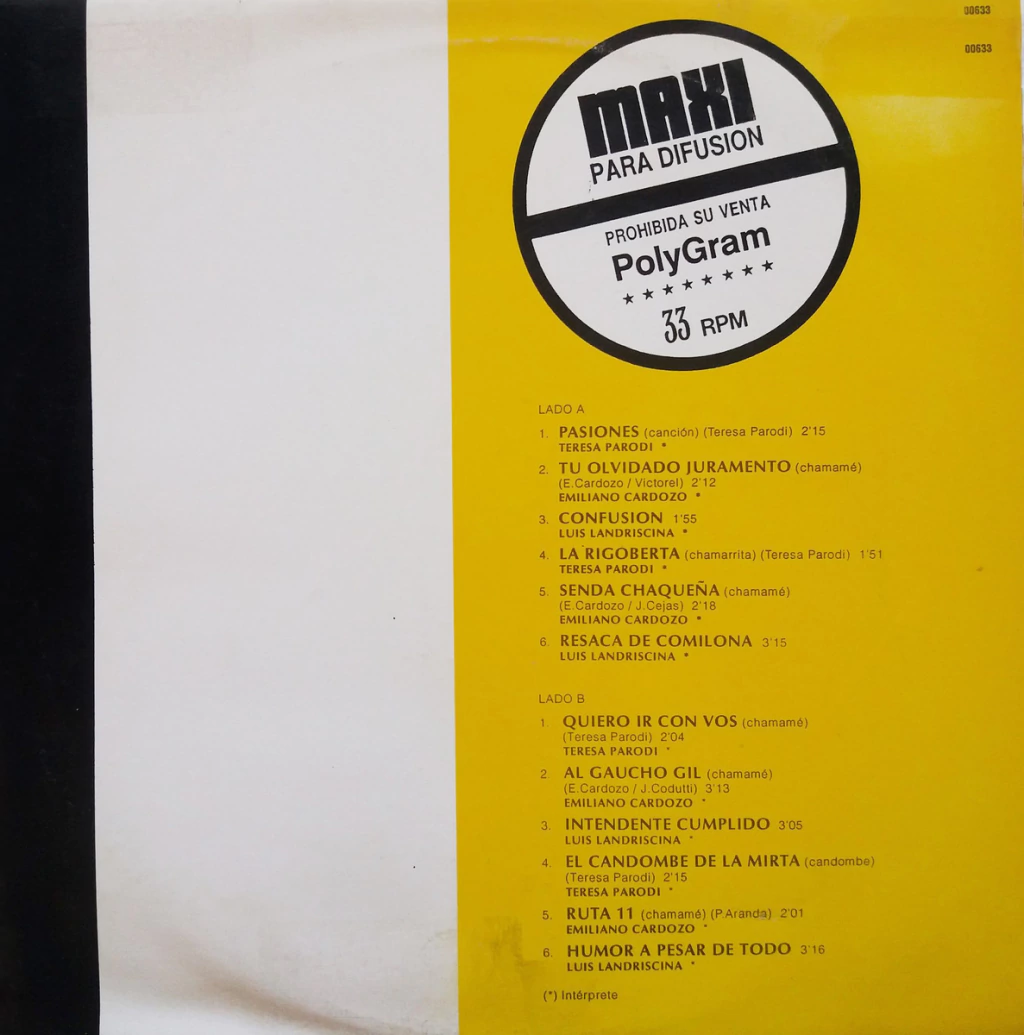 00633
00633
MAXI
PARA DIFUSION
PROHIBIDA SU VENTA
PolyGram
★ ★ ★ ★ ★ ★ ★ ★
33 RPM
LADO A
1. PASIONES (canción) (Teresa Parodi) 2'15
TERESA PARODI *
2. TU OLVIDADO JURAMENTO (chamamé)
(E.Cardozo / Victorel) 2'12
EMILIANO CARDOZO *
3. CONFUSION 1'55
LUIS LANDRISCINA *
4. LA RIGOBERTA (chamarrita) (Teresa Parodi) 1'51
TERESA PARODI *
5. SENDA CHAQUEÑA (chamamé)
(E.Cardozo / J.Cejas) 2'18
EMILIANO CARDOZO *
6. RESACA DE COMILONA 3'15
LUIS LANDRISCINA *
LADO B
1. QUIERO IR CON VOS (chamamé)
(Teresa Parodi) 2'04
TERESA PARODI *
2. AL GAUCHO GIL (chamamé)
(E.Cardozo / J.Codutti) 3'13
EMILIANO CARDOZO *
3. INTENDENTE CUMPLIDO 3'05
LUIS LANDRISCINA *
4. EL CANDOMBE DE LA MIRTA (candombe)
(Teresa Parodi) 2'15
TERESA PARODI *
5. RUTA 11 (chamamé) (P.Aranda) 2'01
EMILIANO CARDOZO *
6. HUMOR A PESAR DE TODO 3'16
LUIS LANDRISCINA *
(*) Intérprete